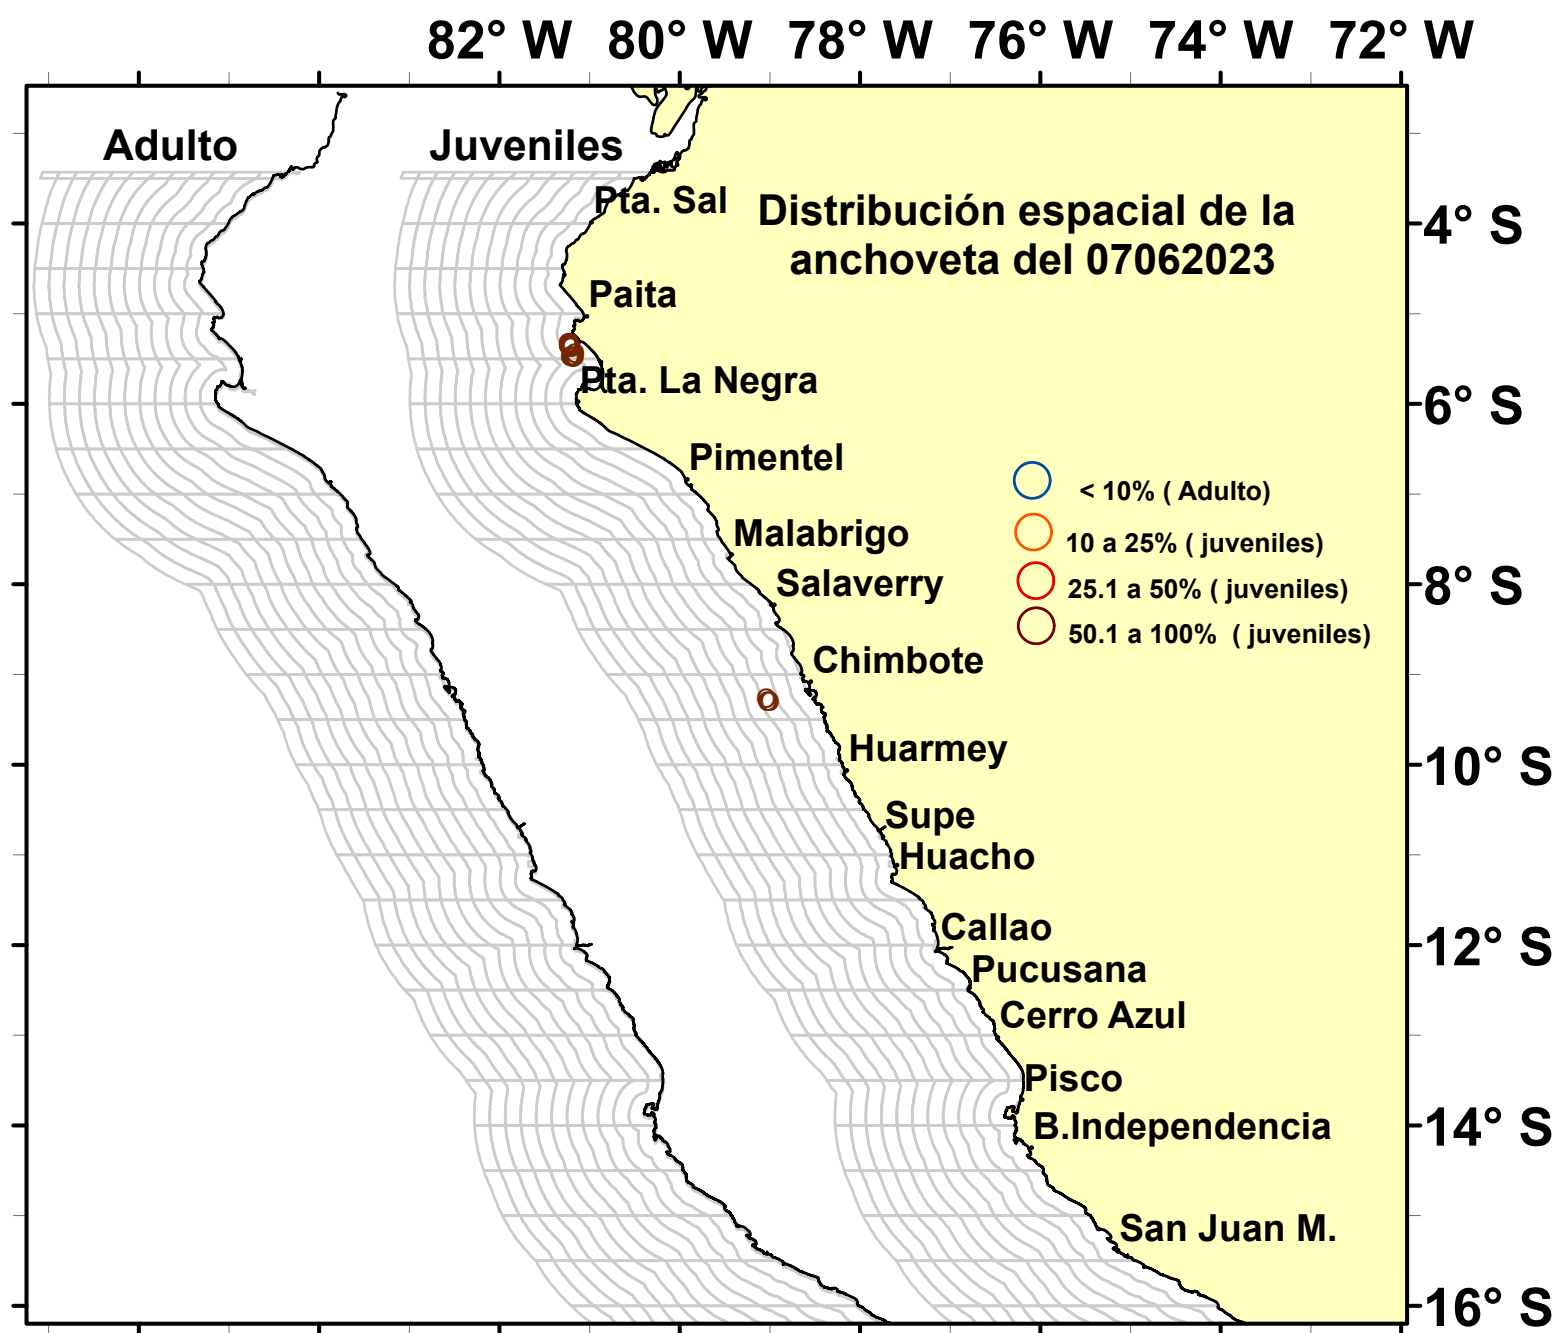 82° W 80° W 78° W 76° W 74° W 72° W
Adulto
Juveniles
Pta. Sal
Distribución espacial de la
anchoveta del 07062023
4° S
Paita
Pta. La Negra
6° S
Pimentel
< 10% ( Adulto)
Malabrigo
10 a 25% ( juveniles)
Salaverry
25.1 a 50% ( juveniles)
8° S
50.1 a 100%  ( juveniles)
Chimbote
Huarmey
10° S
Supe
Huacho
Callao
12° S
Pucusana
Cerro Azul
Pisco
B.Independencia
14° S
San Juan M.
16° S